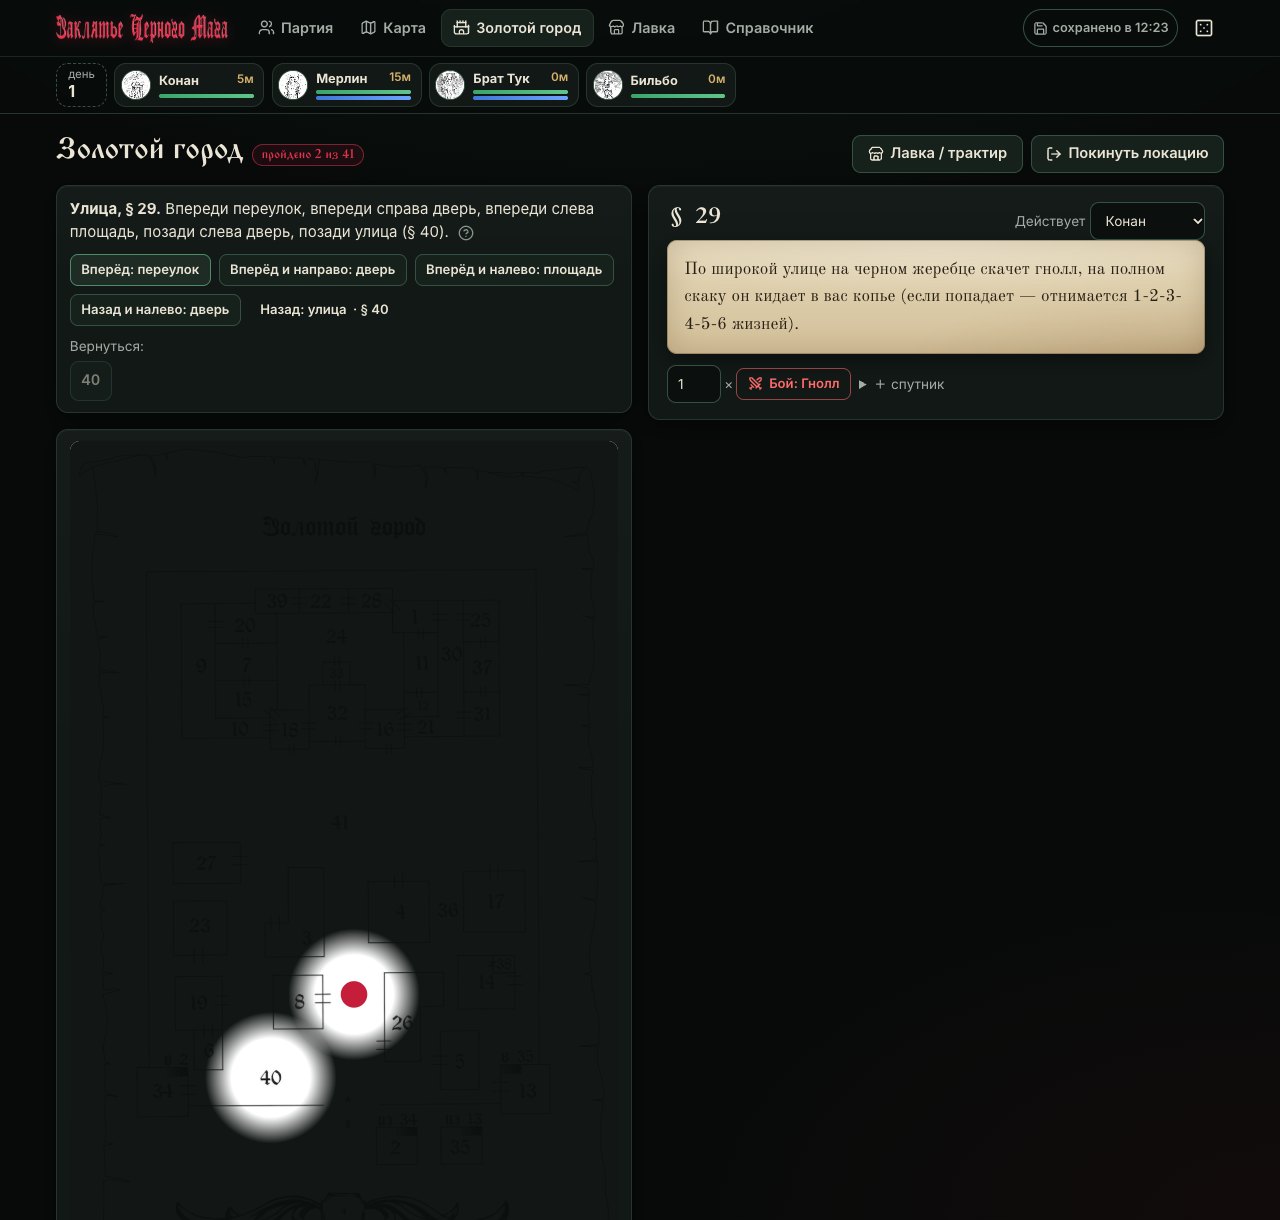 Заклятье Черного Мага
Партия
Карта
Золотой город
Лавка
Справочник
сохранено в 12:23
день
1
Конан
5м
Мерлин
15м
Брат Тук
0м
Бильбо
0м
Золотой город
пройдено 2 из 41
Лавка / трактир
Покинуть локацию
Улица, § 29. Впереди переулок, впереди справа дверь, впереди слева
площадь, позади слева дверь, позади улица (§ 40). ?
Вперёд: переулок
Вперёд и направо: дверь
Вперёд и налево: площадь
Назад и налево: дверь
Назад: улица · § 40
Вернуться:
40
§ 29
Действует
Конан
По широкой улице на черном жеребце скачет гнолл, на полном
скаку он кидает в вас копье (если попадает — отнимается 1-2-3-
4-5-6 жизней).
1
×
Бой: Гнолл
+ спутник
Золотой город
39 22 28
20
1
25
24
9
7
11
30
37
15
32
31
10
18
16
21
41
27
4
36
17
23
3
19
8
26
14
40
34
13
2
35